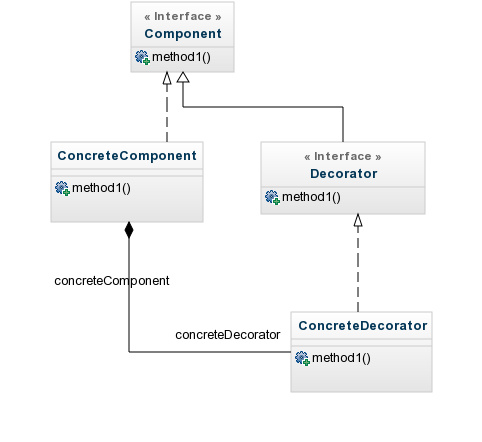 « Interface »
Component
method1()
ConcreteComponent
method1()
« Interface »
Decorator
method1()
concreteComponent
concreteDecorator
ConcreteDecorator
method1()